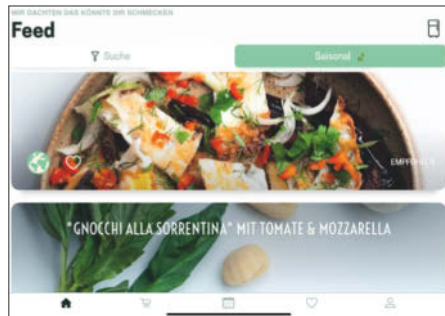 WIR DACHTEN DAS KÖNNTE DIR SCHMECKEN
Feed
Suche
Saisonal
EMPFOHLEN
"GNOCCHI ALLA SORRENTINA" MIT TOMATE & MOZZARELLA